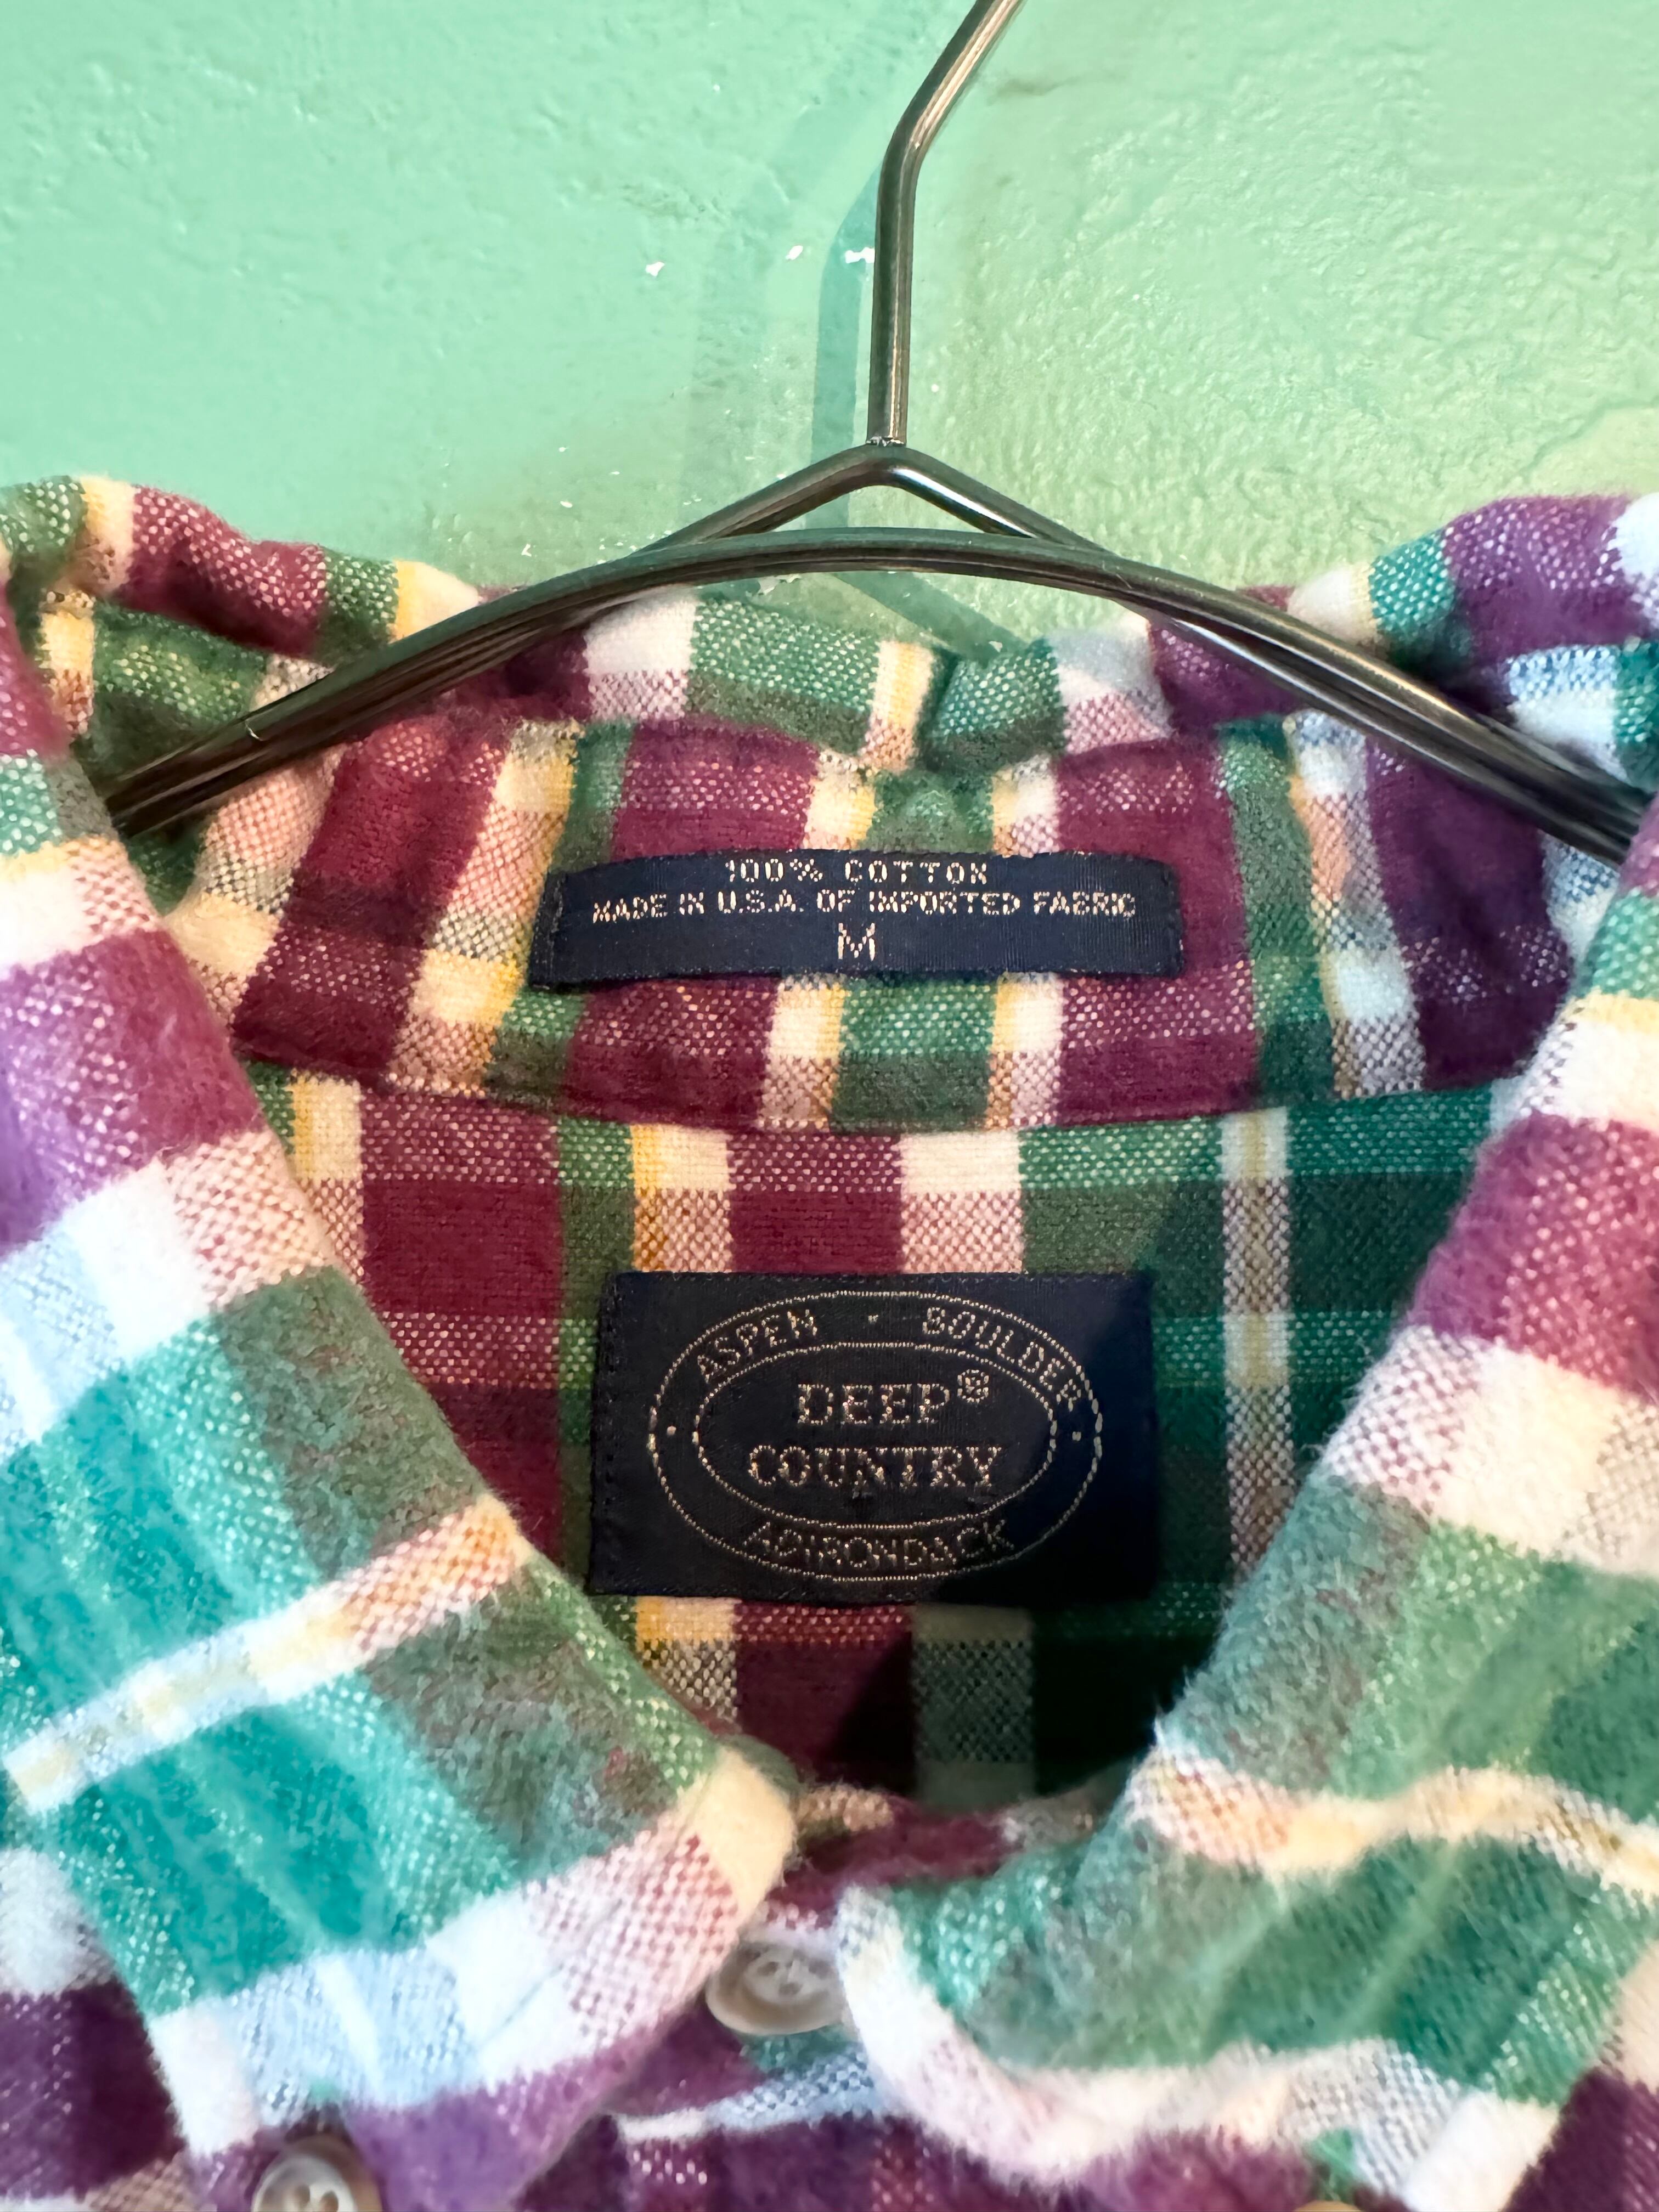 100% COTTON
MADE IN U.S.A. OF IMPORTED FABRIC
M
ASPEN · BOULDER
DEEP®
COUNTRY
ADIRONDACK